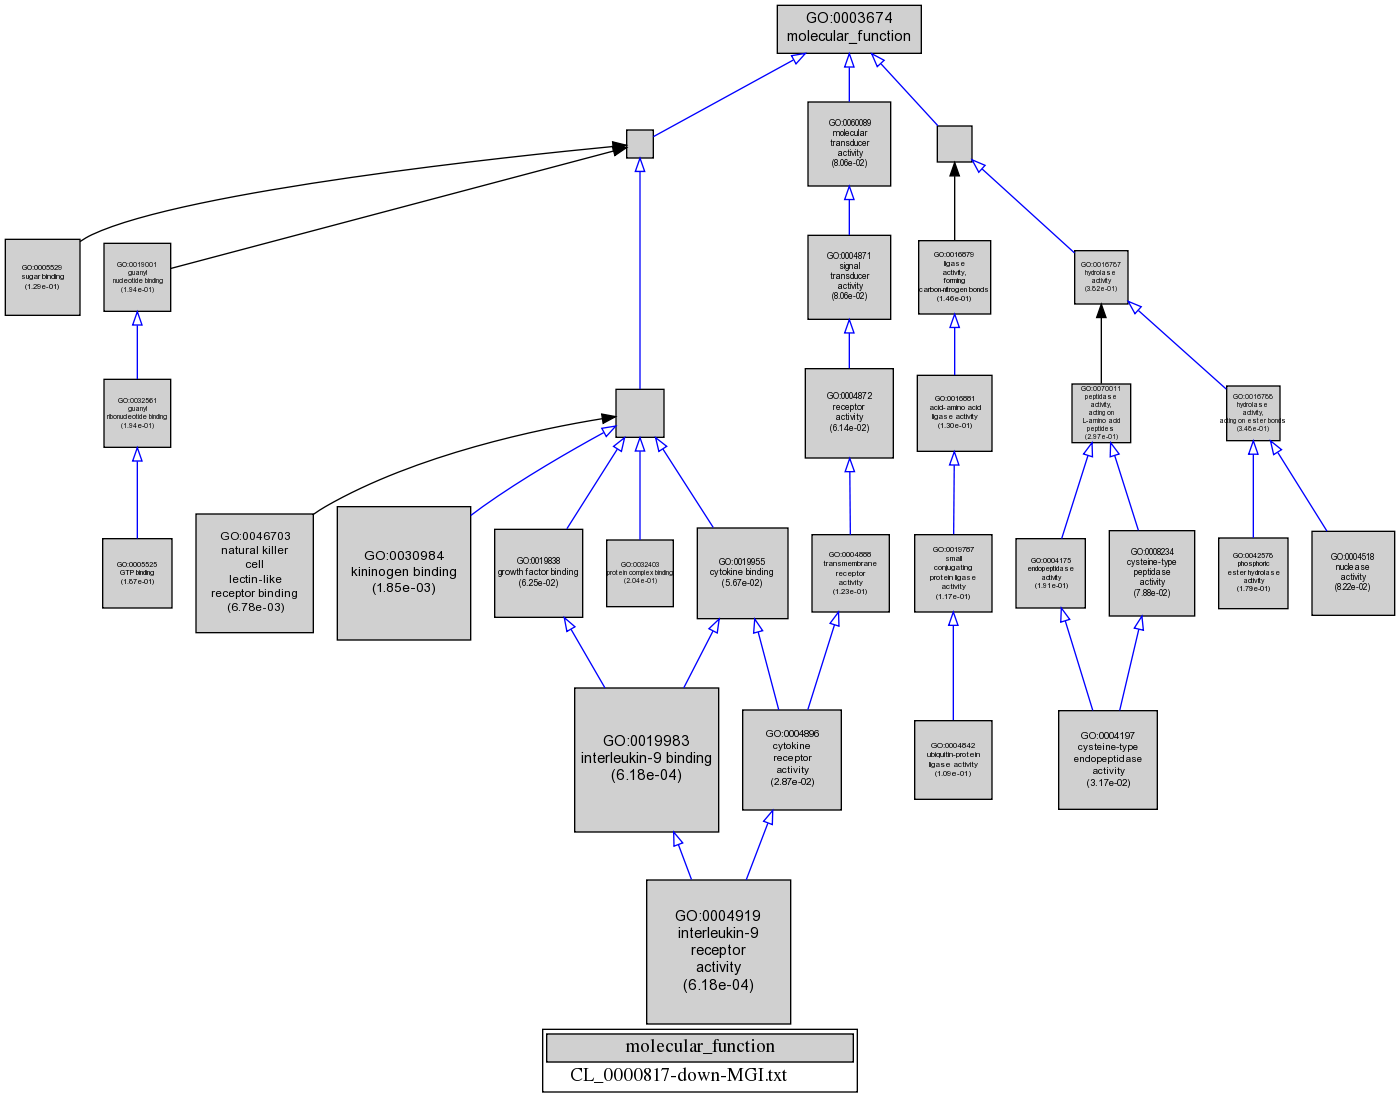 GO:0003674
molecular_function
GO:0060089
molecular
transducer
activity
(8.06e-02)
GO:0005529
sugar binding
(1.29e-01)
GO:0019001
guanyl
nucleotide binding
(1.94e-01)
GO:0004871
signal
transducer
activity
(8.06e-02)
GO:0016879
ligase
activity,
forming
carbon-nitrogen bonds
(1.46e-01)
GO:0016787
hydrolase
activity
(3.62e-01)
GO:0032561
guanyl
ribonucleotide binding
(1.94e-01)
GO:0004872
receptor
activity
(6.14e-02)
GO:0016881
acid-amino acid
ligase activity
(1.30e-01)
GO:0070011
peptidase
activity,
acting on
L-amino acid
peptides
(2.97e-01)
GO:0016788
hydrolase
activity,
acting on ester bonds
(3.46e-01)
GO:0005525
GTP binding
(1.67e-01)
GO:0046703
natural killer
cell
lectin-like
receptor binding
(6.78e-03)
GO:0030984
kininogen binding
(1.85e-03)
GO:0019838
growth factor binding
(6.25e-02)
GO:0032403
protein complex binding
(2.04e-01)
GO:0019955
cytokine binding
(5.67e-02)
GO:0004888
transmembrane
receptor
activity
(1.23e-01)
GO:0019787
small
conjugating
protein ligase
activity
(1.17e-01)
GO:0004175
endopeptidase
activity
(1.91e-01)
GO:0008234
cysteine-type
peptidase
activity
(7.88e-02)
GO:0042578
phosphoric
ester hydrolase
activity
(1.79e-01)
GO:0004518
nuclease
activity
(8.22e-02)
GO:0019983
interleukin-9 binding
(6.18e-04)
GO:0004896
cytokine
receptor
activity
(2.87e-02)
GO:0004842
ubiquitin-protein
ligase activity
(1.09e-01)
GO:0004197
cysteine-type
endopeptidase
activity
(3.17e-02)
GO:0004919
interleukin-9
receptor
activity
(6.18e-04)
molecular_function
CL_0000817-down-MGI.txt